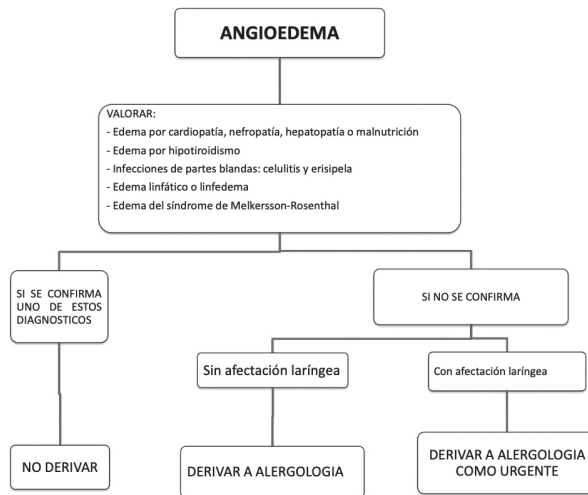 ANGIOEDEMA
VALORAR:
- Edema por cardiopatía, nefropatía, hepatopatía o malnutrición
- Edema por hipotiroidismo
- Infecciones de partes blandas: celulitis y erisipela
- Edema linfático o linfedema
- Edema del síndrome de Melkersson-Rosenthal
SI SE CONFIRMA
UNO DE ESTOS
DIAGNOSTICOS
SI NO SE CONFIRMA
Sin afectación laríngea
Con afectación laríngea
NO DERIVAR
DERIVAR A ALERGOLOGIA
DERIVAR A ALERGOLOGIA
COMO URGENTE